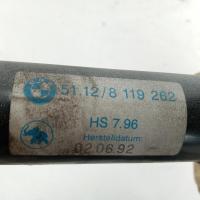 51.12/8 119 262
HS 7.96
Herstelldatum:
02.06.92